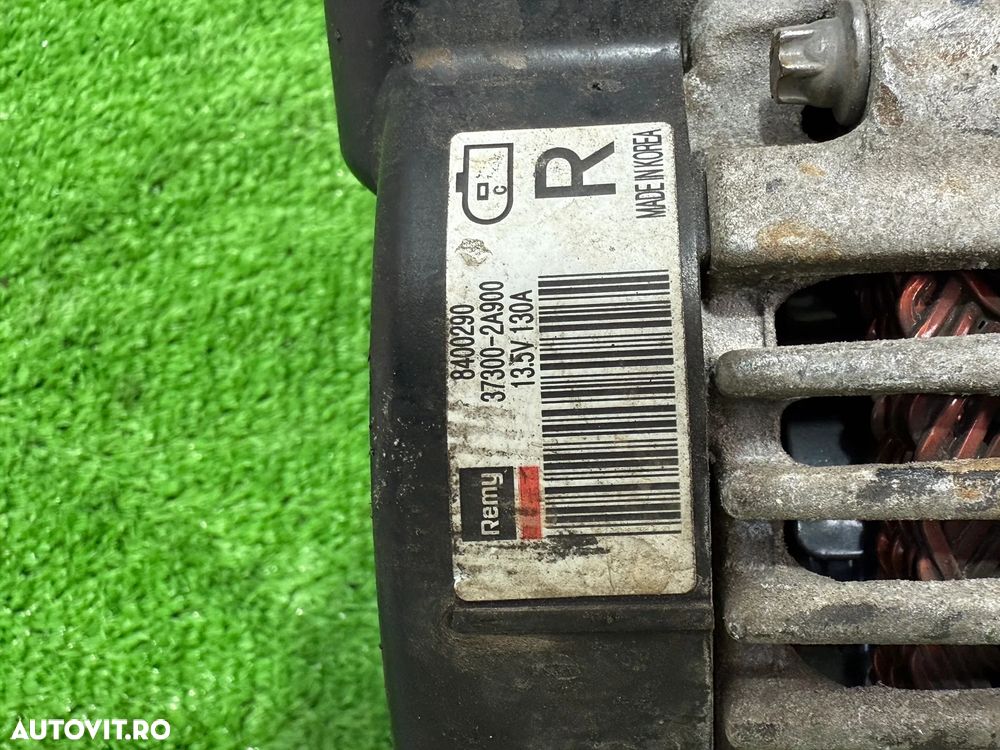 Remy
8400290
37300-2A900
13.5V 130A
C
R
MADE IN KOREA
AUTOVIT.RO